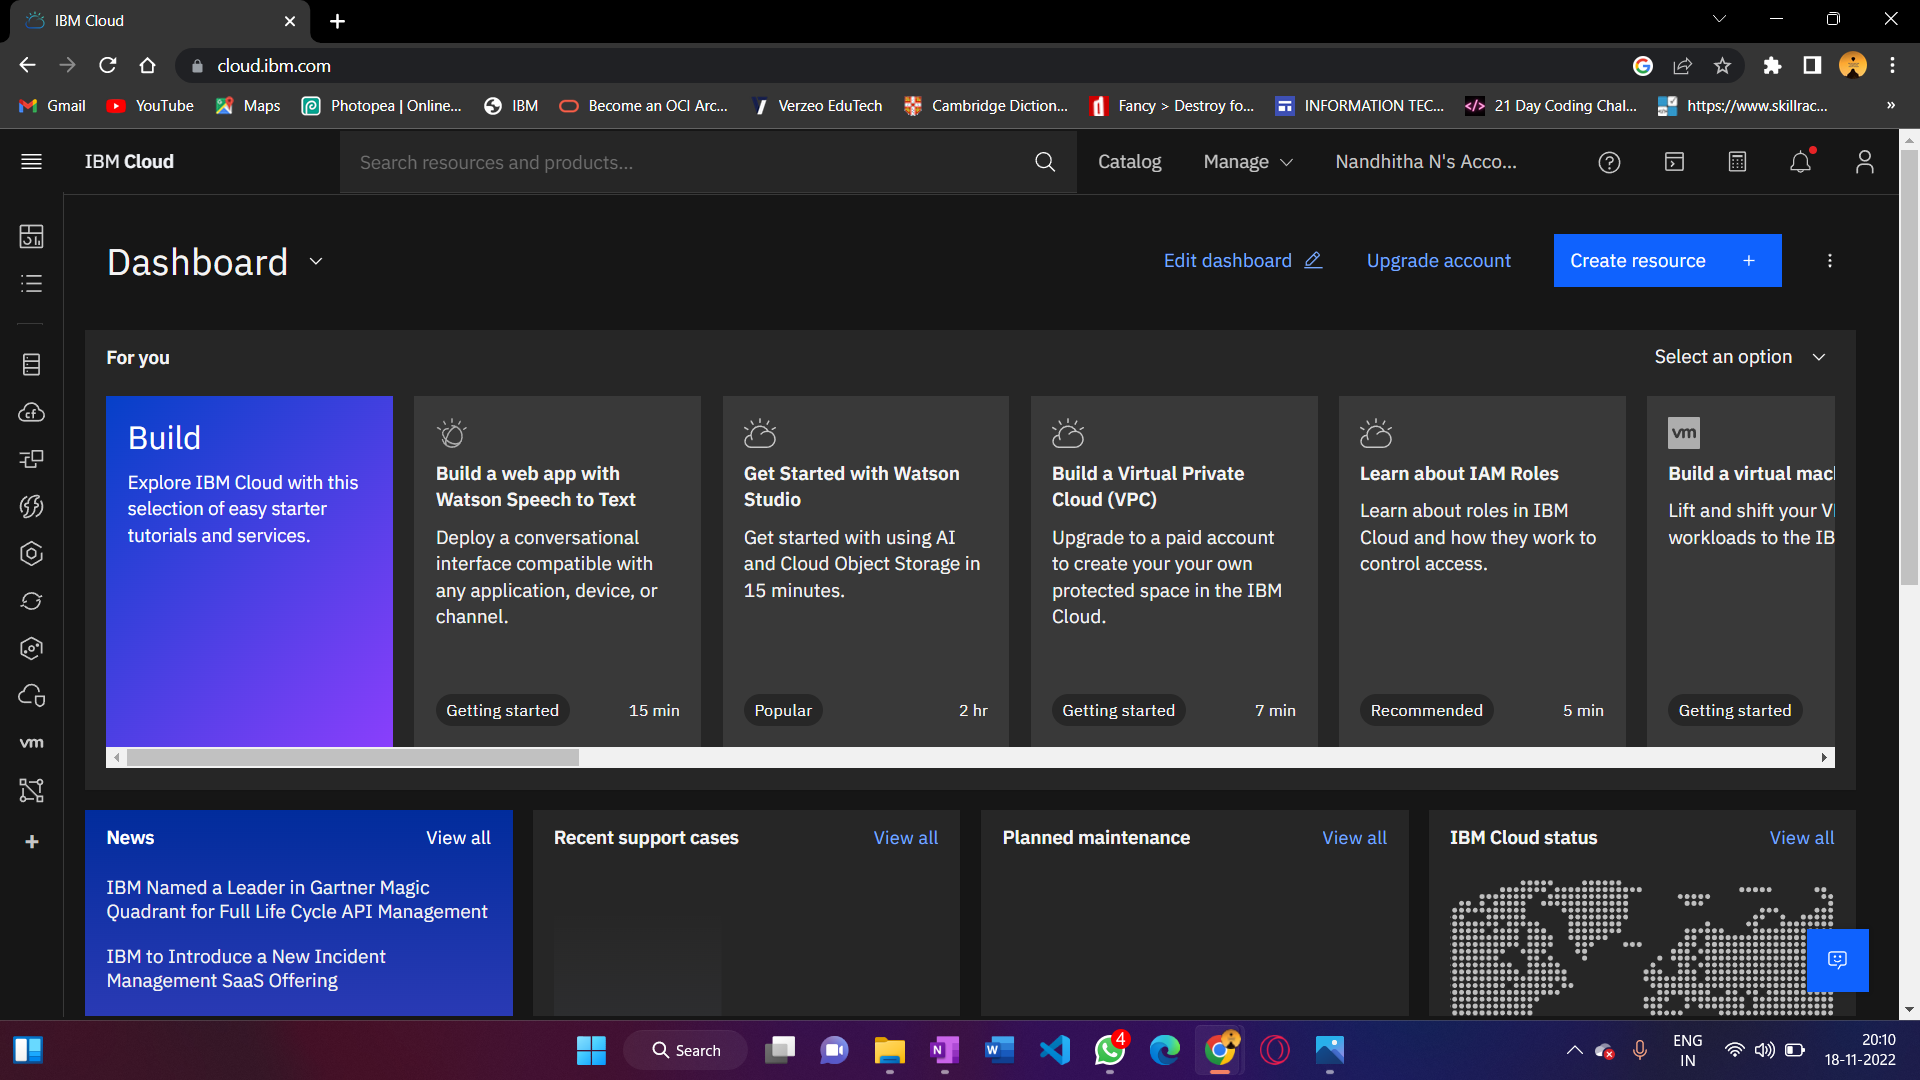 IBM Cloud
cloud.ibm.com
Gmail YouTube Maps Photopea | Online... IBM Become an OCI Arc... Verzeo EduTech Cambridge Diction... Fancy > Destroy fo... INFORMATION TEC... 21 Day Coding Chal... https://www.skillrac... »
IBM Cloud Search resources and products... Catalog Manage Nandhitha N's Acco...
Dashboard Edit dashboard Upgrade account Create resource +
For you Select an option
Build
Explore IBM Cloud with this
selection of easy starter
tutorials and services.
Build a web app with
Watson Speech to Text
Deploy a conversational
interface compatible with
any application, device, or
channel.
Getting started 15 min
Get Started with Watson
Studio
Get started with using AI
and Cloud Object Storage in
15 minutes.
Popular 2 hr
Build a Virtual Private
Cloud (VPC)
Upgrade to a paid account
to create your your own
protected space in the IBM
Cloud.
Getting started 7 min
Learn about IAM Roles
Learn about roles in IBM
Cloud and how they work to
control access.
Recommended 5 min
vm
Build a virtual mac
Lift and shift your V
workloads to the IB
Getting started
cf
vm
News View all
IBM Named a Leader in Gartner Magic
Quadrant for Full Life Cycle API Management
IBM to Introduce a New Incident
Management SaaS Offering
Recent support cases View all
Planned maintenance View all
IBM Cloud status View all
Search
4
ENG
IN
20:10
18-11-2022